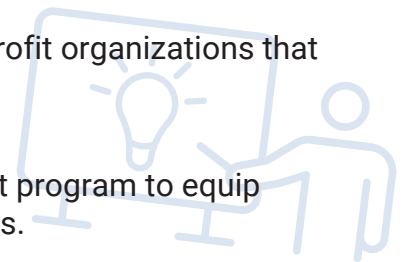 rofit organizations that
t program to equip
s.